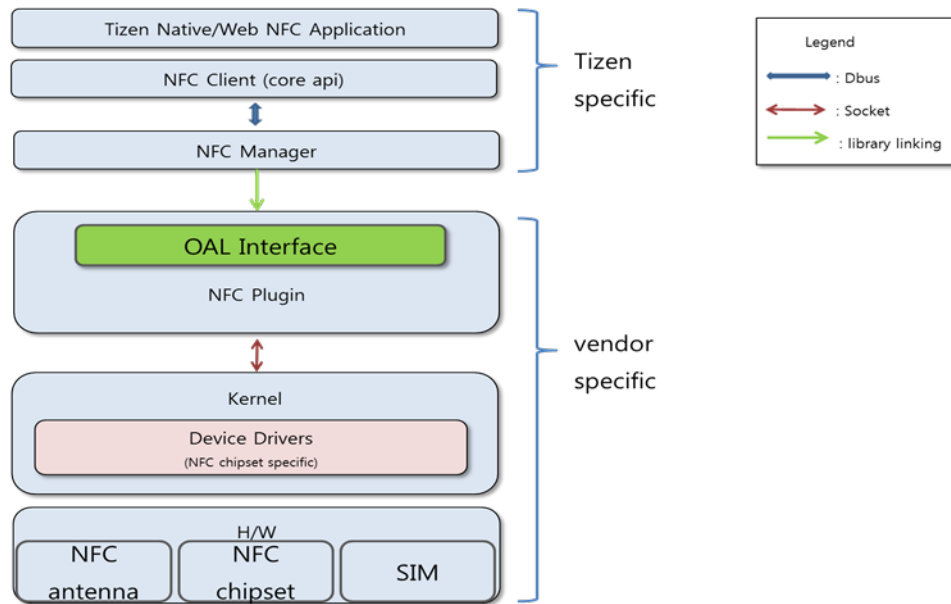 Tizen Native/Web NFC Application
NFC Client (core api)
NFC Manager
Tizen
specific
Legend
: Dbus
: Socket
: library linking
OAL Interface
NFC Plugin
Kernel
Device Drivers
(NFC chipset specific)
vendor
specific
H/W
NFC
antenna
NFC
chipset
SIM